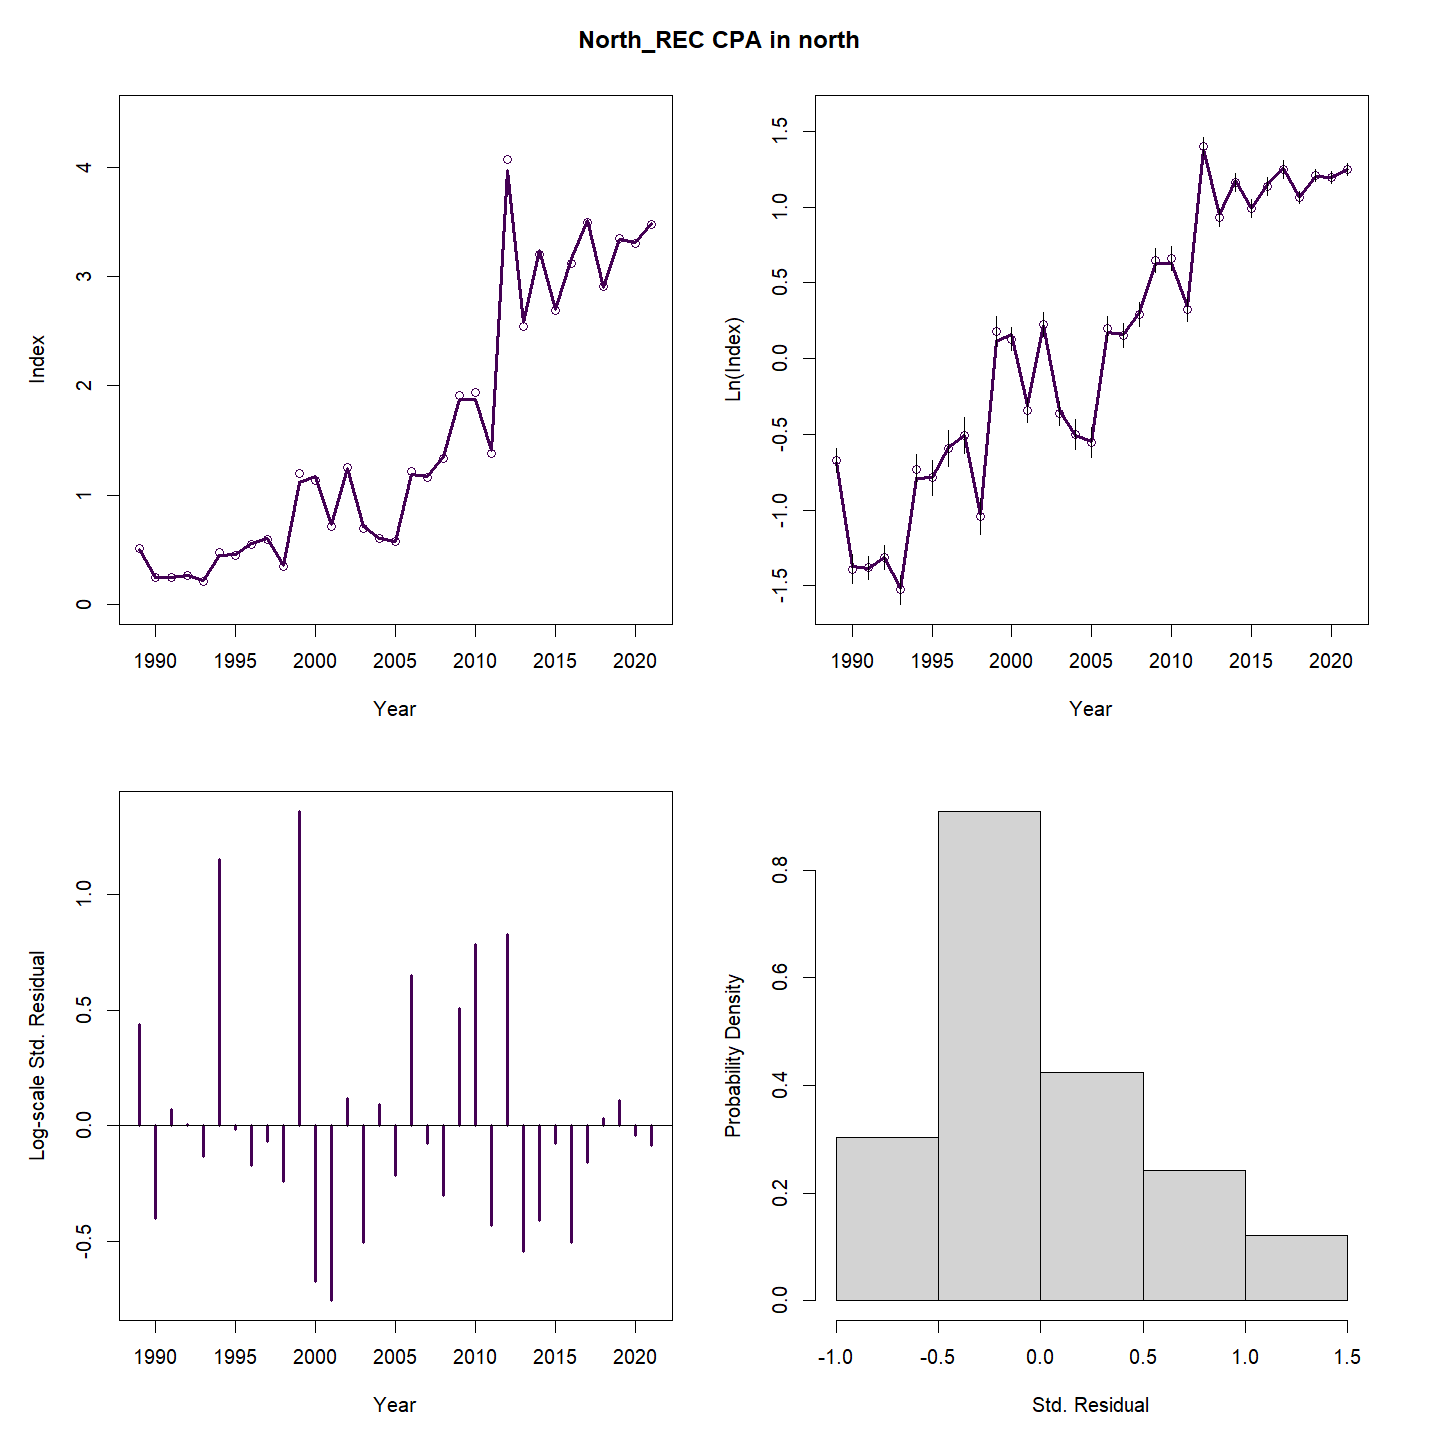 North_REC CPA in north
Index
4
3
2
1
0
1990 1995 2000 2005 2010 2015 2020
Year
Ln(Index)
1.5
1.0
0.5
0.0
-0.5
-1.0
-1.5
1990 1995 2000 2005 2010 2015 2020
Year
Log-scale Std. Residual
1.0
0.5
0.0
-0.5
1990 1995 2000 2005 2010 2015 2020
Year
Probability Density
0.8
0.6
0.4
0.2
0.0
-1.0 -0.5 0.0 0.5 1.0 1.5
Std. Residual